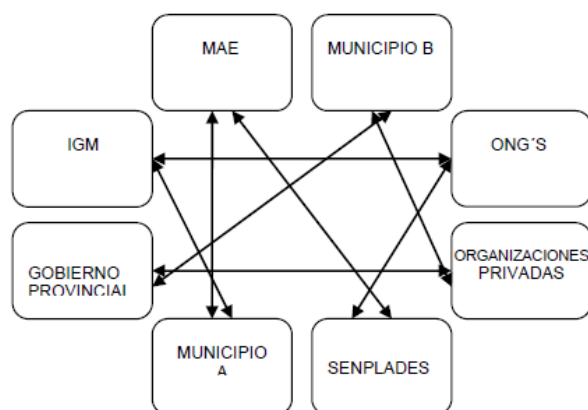 MAE
MUNICIPIO B
IGM
ONG´S
GOBIERNO
PROVINCIAL
ORGANIZACIONES
PRIVADAS
MUNICIPIO
A
SENPLADES